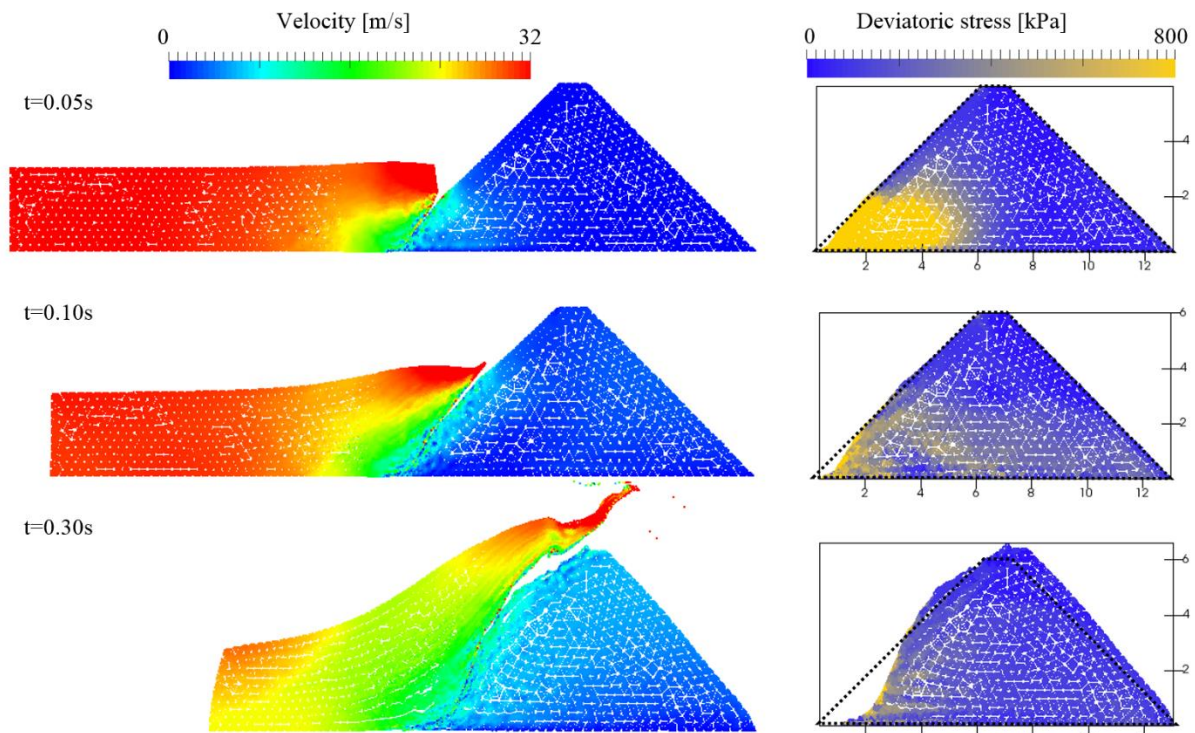 Velocity [m/s]
0 32
Deviatoric stress [kPa]
0 800
t=0.05s
4
2
2 4 6 8 10 12
t=0.10s
6
4
2
2 4 6 8 10 12
t=0.30s
6
4
2